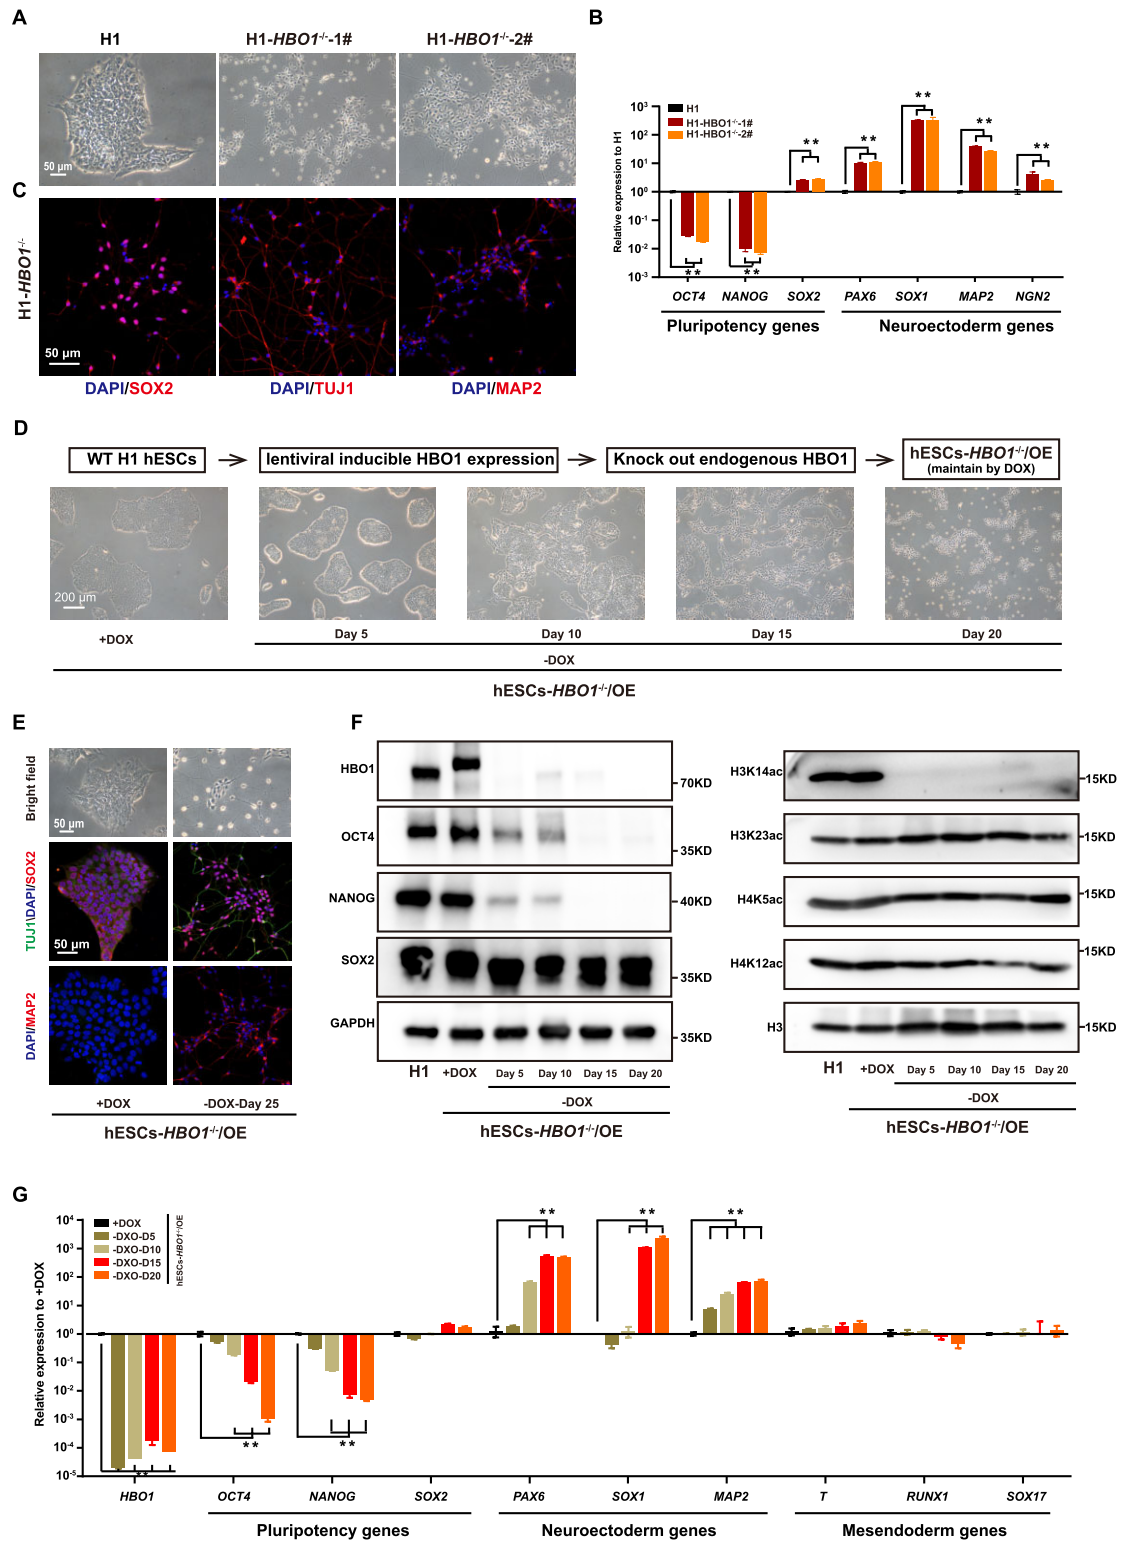 A
H1
H1-HBO1-/--1#
H1-HBO1-/--2#
50 μm
B
H1
H1-HBO1-/--1#
H1-HBO1-/--2#
Relative expression to H1
10³
10²
10¹
10⁰
10⁻¹
10⁻²
10⁻³
**
**
**
**
**
**
**
OCT4 NANOG SOX2 PAX6 SOX1 MAP2 NGN2
Pluripotency genes
Neuroectoderm genes
C
H1-HBO1-/-
50 μm
DAPI/SOX2
DAPI/TUJ1
DAPI/MAP2
D
WT H1 hESCs
lentiviral inducible HBO1 expression
Knock out endogenous HBO1
hESCs-HBO1-/-/OE
(maintain by DOX)
200 μm
+DOX
Day 5
Day 10
Day 15
Day 20
-DOX
hESCs-HBO1-/-/OE
E
Bright field
50 μm
TUJ1\DAPI/SOX2
50 μm
DAPI/MAP2
+DOX
-DOX-Day 25
hESCs-HBO1-/-/OE
F
HBO1
70KD
OCT4
35KD
NANOG
40KD
SOX2
35KD
GAPDH
35KD
H1 +DOX Day 5 Day 10 Day 15 Day 20
-DOX
hESCs-HBO1-/-/OE
H3K14ac
15KD
H3K23ac
15KD
H4K5ac
15KD
H4K12ac
15KD
H3
15KD
H1 +DOX Day 5 Day 10 Day 15 Day 20
-DOX
hESCs-HBO1-/-/OE
G
+DOX
-DXO-D5
-DXO-D10
-DXO-D15
-DXO-D20
hESCs-HBO1-/-/OE
Relative expression to +DOX
10⁴
10³
10²
10¹
10⁰
10⁻¹
10⁻²
10⁻³
10⁻⁴
10⁻⁵
**
**
**
**
**
**
HBO1 OCT4 NANOG SOX2 PAX6 SOX1 MAP2 T RUNX1 SOX17
Pluripotency genes
Neuroectoderm genes
Mesendoderm genes